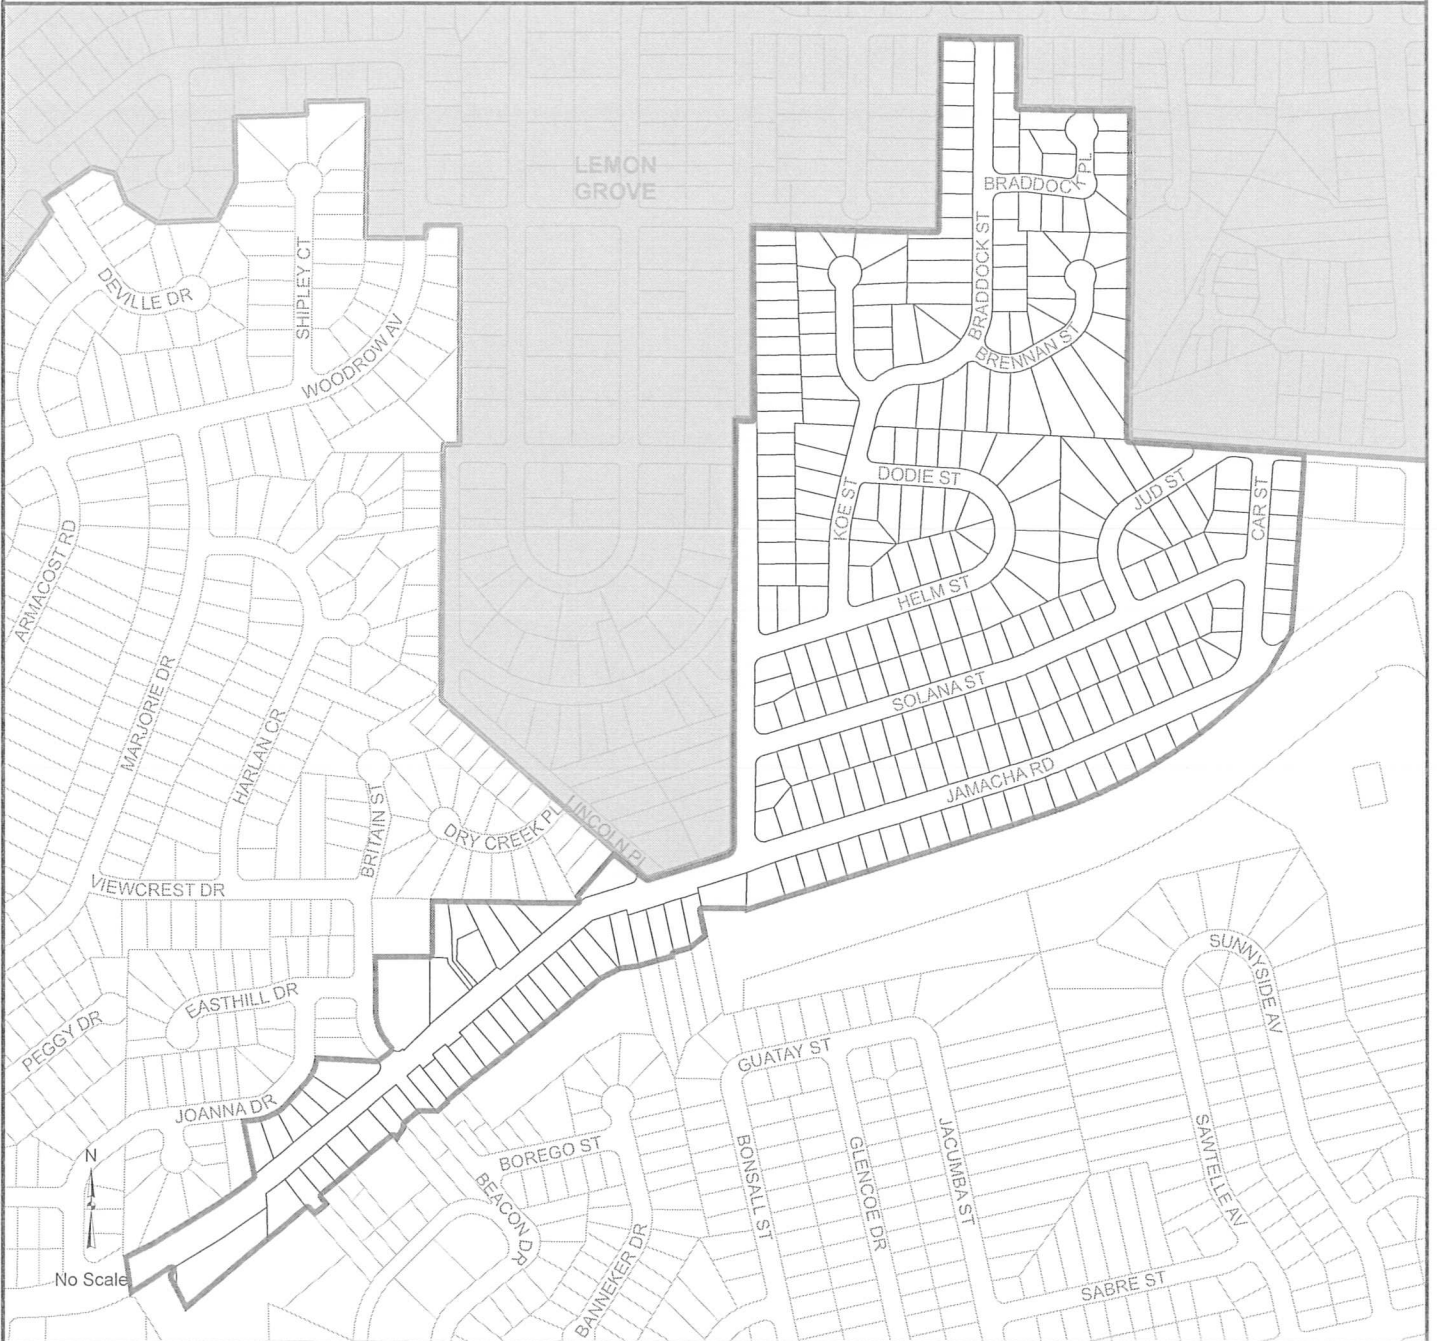 LEMON
GROVE
BRADDOCK PL
BRADDOCK ST
BRENNAN ST
DEVILLE DR
SHIPLEY CT
WOODROW AV
DODIE ST
KOE ST
JUD ST
CAR ST
HELM ST
ARMACOST RD
MARJORIE DR
HARLAN CR
SOLANA ST
JAMACHA RD
BRITAIN ST
DRY CREEK PL
LINCOLN PL
VIEWCREST DR
SUNNYSIDE AV
EASTHILL DR
PEGGY DR
GUATAY ST
JOANNA DR
BOREGO ST
BEACON DR
BANNEKER DR
BONSALL ST
GLENCOE DR
JACUMBA ST
SAWTELLE AV
SABRE ST
N
No Scale